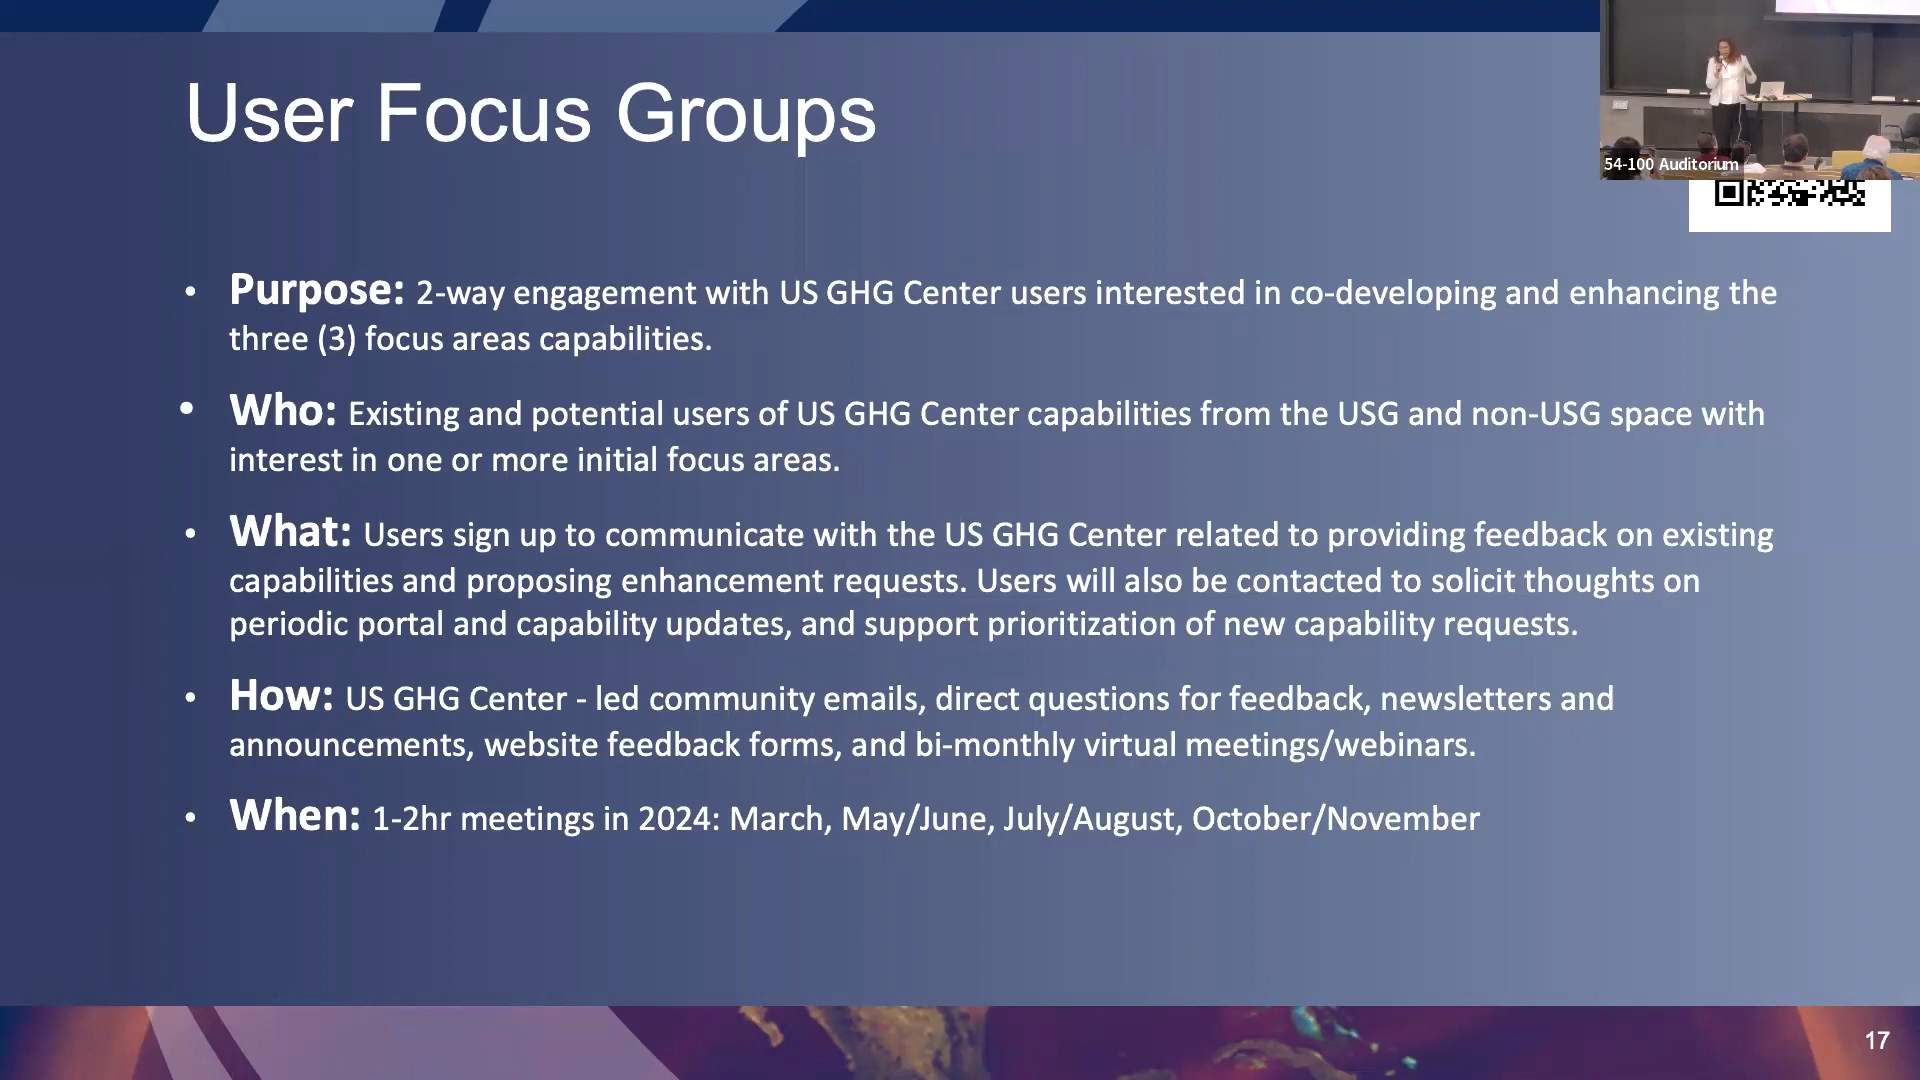 User Focus Groups
54-100 Auditorium
• Purpose: 2-way engagement with US GHG Center users interested in co-developing and enhancing the
three (3) focus areas capabilities.
• Who: Existing and potential users of US GHG Center capabilities from the USG and non-USG space with
interest in one or more initial focus areas.
• What: Users sign up to communicate with the US GHG Center related to providing feedback on existing
capabilities and proposing enhancement requests. Users will also be contacted to solicit thoughts on
periodic portal and capability updates, and support prioritization of new capability requests.
• How: US GHG Center - led community emails, direct questions for feedback, newsletters and
announcements, website feedback forms, and bi-monthly virtual meetings/webinars.
• When: 1-2hr meetings in 2024: March, May/June, July/August, October/November
17